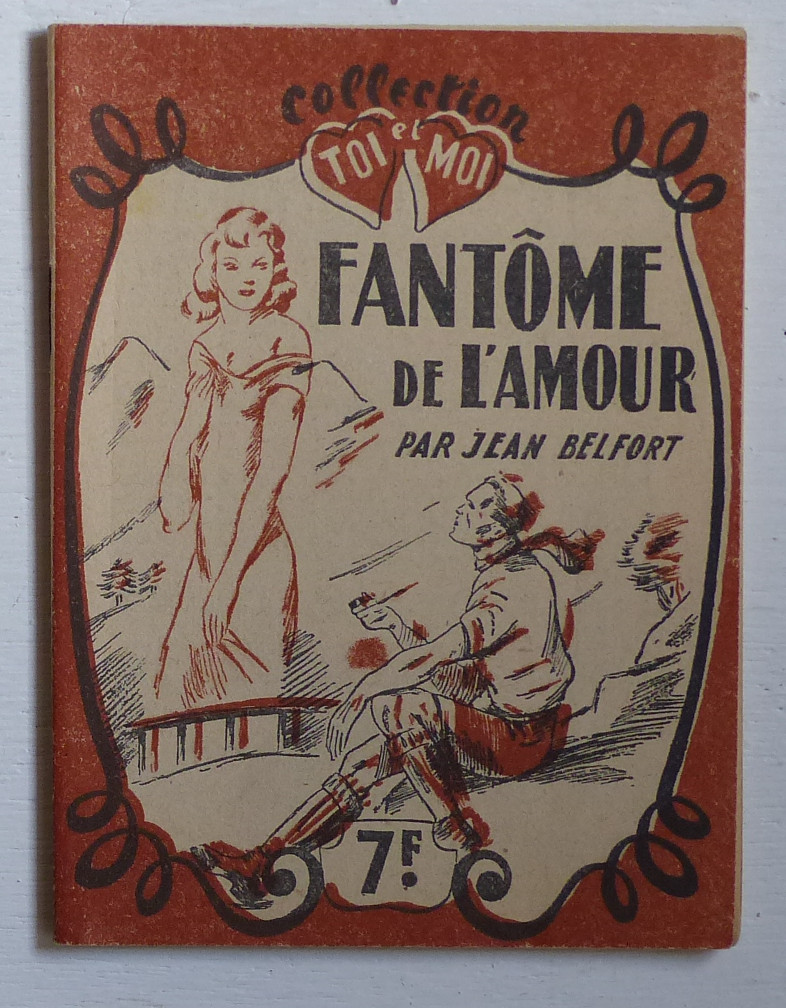 collection
TOI et MOI
FANTÔME
DE L'AMOUR
PAR JEAN BELFORT
7F.